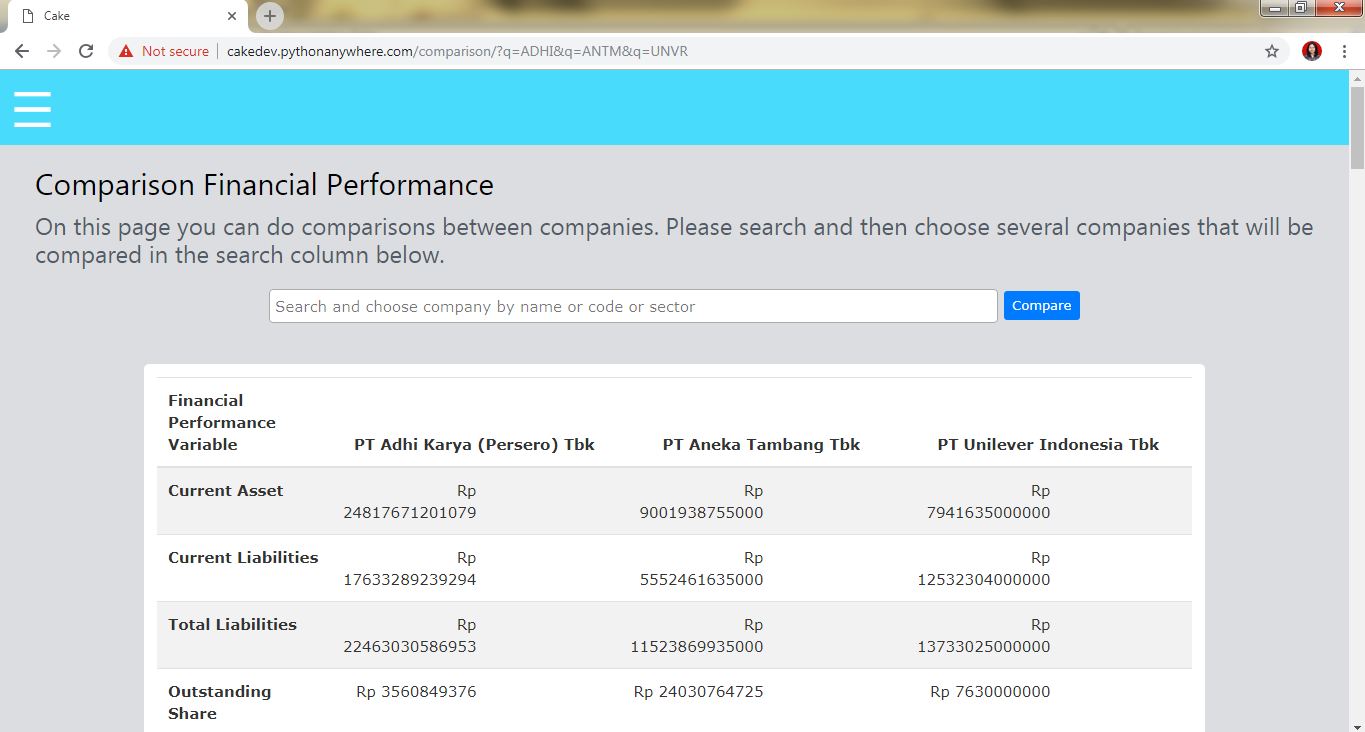 Cake
Not secure cakedev.pythonanywhere.com/comparison/?q=ADHI&q=ANTM&q=UNVR
Comparison Financial Performance
On this page you can do comparisons between companies. Please search and then choose several companies that will be
compared in the search column below.
Search and choose company by name or code or sector Compare
Financial
Performance
Variable PT Adhi Karya (Persero) Tbk PT Aneka Tambang Tbk PT Unilever Indonesia Tbk
Current Asset Rp Rp Rp
24817671201079 9001938755000 7941635000000
Current Liabilities Rp Rp Rp
17633289239294 5552461635000 12532304000000
Total Liabilities Rp Rp Rp
22463030586953 11523869935000 13733025000000
Outstanding Rp 3560849376 Rp 24030764725 Rp 7630000000
Share